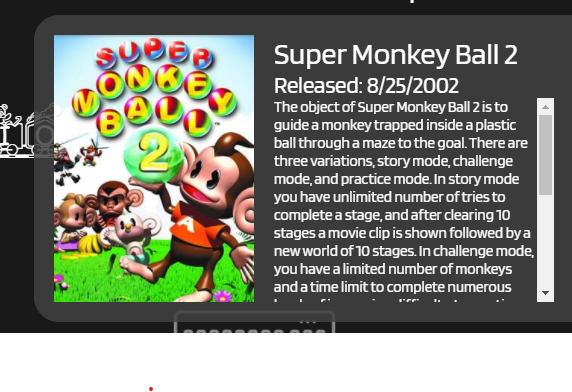 SUPER
MONKEY
BALL
2
A
Super Monkey Ball 2
Released: 8/25/2002
The object of Super Monkey Ball 2 is to
guide a monkey trapped inside a plastic
ball through a maze to the goal. There are
three variations, story mode, challenge
mode, and practice mode. In story mode
you have unlimited number of tries to
complete a stage, and after clearing 10
stages a movie clip is shown followed by a
new world of 10 stages. In challenge mode,
you have a limited number of monkeys
and a time limit to complete numerous